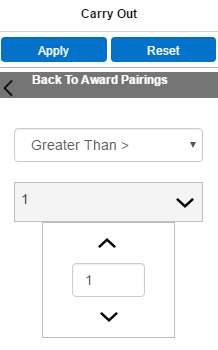 Carry Out
Apply Reset
Back To Award Pairings
Greater Than >
1
1